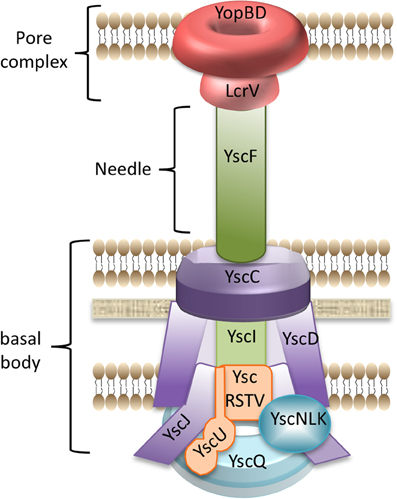 YopBD
Pore
complex
LcrV
YscF
Needle
YscC
YscI
YscD
basal
body
Ysc
RSTV
YscJ
YscNLK
YscU
YscQ